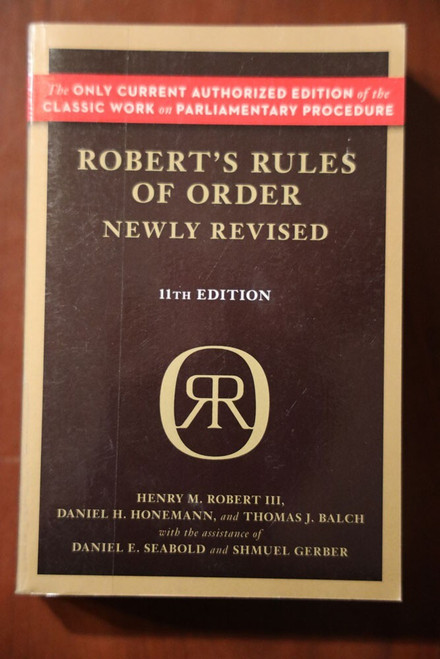 The ONLY CURRENT AUTHORIZED EDITION of the
CLASSIC WORK on PARLIAMENTARY PROCEDURE
ROBERT'S RULES
OF ORDER
NEWLY REVISED
11TH EDITION
RRO
HENRY M. ROBERT III,
DANIEL H. HONEMANN, and THOMAS J. BALCH
with the assistance of
DANIEL E. SEABOLD and SHMUEL GERBER